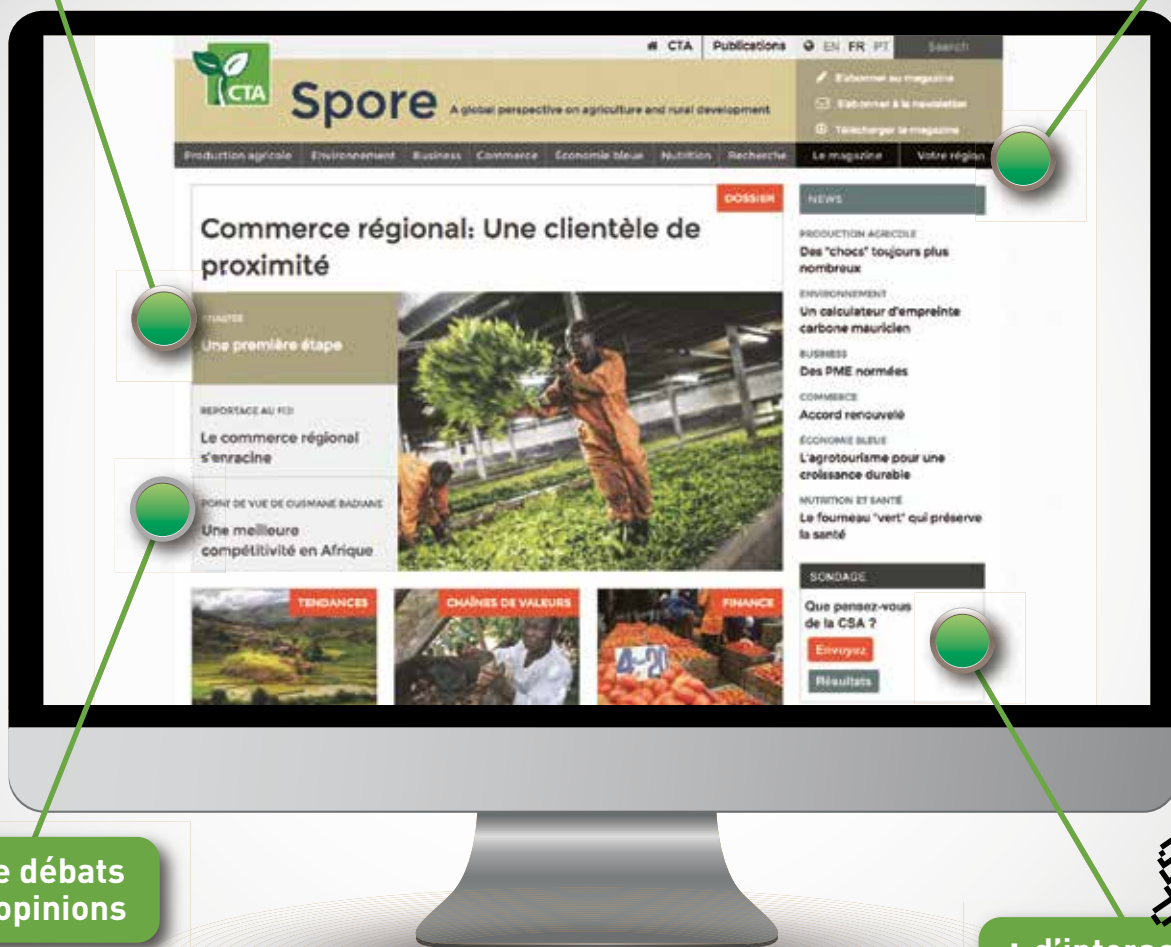 CTA Publications EN FR PT Search
CTA
Spore A global perspective on agriculture and rural development
S'abonner au magazine
S'abonner à la newsletter
Télécharger le magazine
Production agricole Environnement Business Commerce Économie bleue Nutrition Recherche Le magazine Votre région
DOSSIER
Commerce régional: Une clientèle de
proximité
Une première étape
REPORTAGE AU
Le commerce régional
s'enracine
POINT DE VUE DE OUSMANE BADIANE
Une meilleure
compétitivité en Afrique
NEWS
PRODUCTION AGRICOLE
Des "chocs" toujours plus
nombreux
ENVIRONNEMENT
Un calculateur d'empreinte
carbone mauricien
BUSINESS
Des PME normées
COMMERCE
Accord renouvelé
ÉCONOMIE BLEUE
L'agrotourisme pour une
croissance durable
NUTRITION ET SANTÉ
Le fourneau "vert" qui préserve
la santé
TENDANCES
CHAÎNES DE VALEURS
FINANCE
4-20
SONDAGE
Que pensez-vous
de la CSA ?
Envoyez
Résultats
débats
opinions